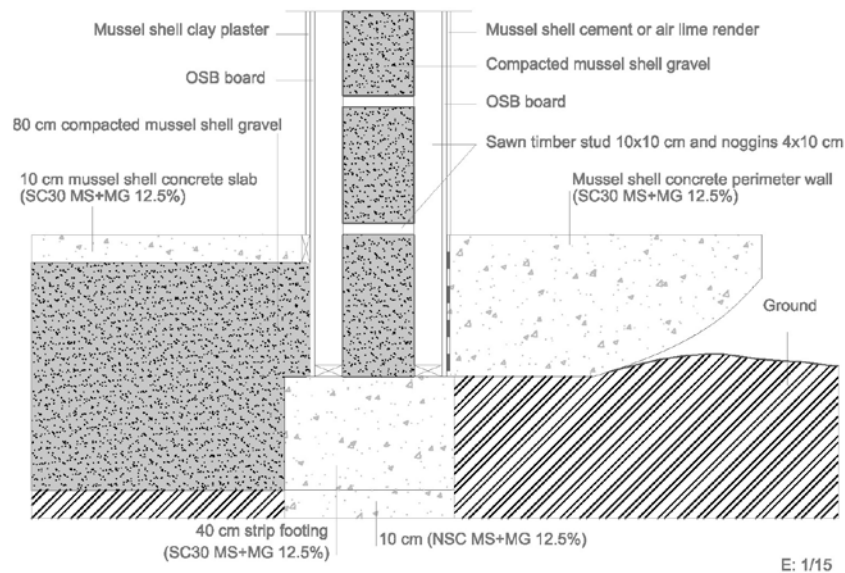 Mussel shell clay plaster
OSB board
80 cm compacted mussel shell gravel
10 cm mussel shell concrete slab
(SC30 MS+MG 12.5%)
Mussel shell cement or air lime render
Compacted mussel shell gravel
OSB board
Sawn timber stud 10x10 cm and noggins 4x10 cm
Mussel shell concrete perimeter wall
(SC30 MS+MG 12.5%)
Ground
40 cm strip footing
(SC30 MS+MG 12.5%)
10 cm (NSC MS+MG 12.5%)
E: 1/15